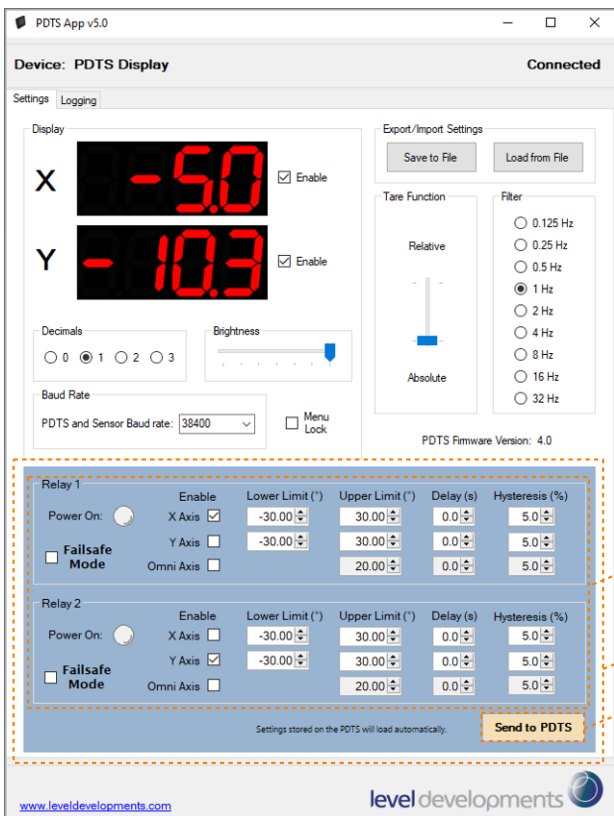 PDTS App v5.0
Device: PDTS Display Connected
Settings Logging
Display
X -5.0 Enable
Y -10.3 Enable
Decimals
0 1 2 3
Brightness
Baud Rate
PDTS and Sensor Baud rate: 38400
Menu Lock
Export/Import Settings
Save to File Load from File
Tare Function
Relative
Absolute
Filter
0.125 Hz
0.25 Hz
0.5 Hz
1 Hz
2 Hz
4 Hz
8 Hz
16 Hz
32 Hz
PDTS Firmware Version: 4.0
Relay 1
Enable Lower Limit (°) Upper Limit (°) Delay (s) Hysteresis (%)
Power On: X Axis -30.00 30.00 0.0 5.0
Y Axis -30.00 30.00 0.0 5.0
Failsafe Mode
Omni Axis 20.00 0.0 5.0
Relay 2
Enable Lower Limit (°) Upper Limit (°) Delay (s) Hysteresis (%)
Power On: X Axis -30.00 30.00 0.0 5.0
Y Axis -30.00 30.00 0.0 5.0
Failsafe Mode
Omni Axis 20.00 0.0 5.0
Settings stored on the PDTS will load automatically. Send to PDTS
www.leveldevelopments.com level developments